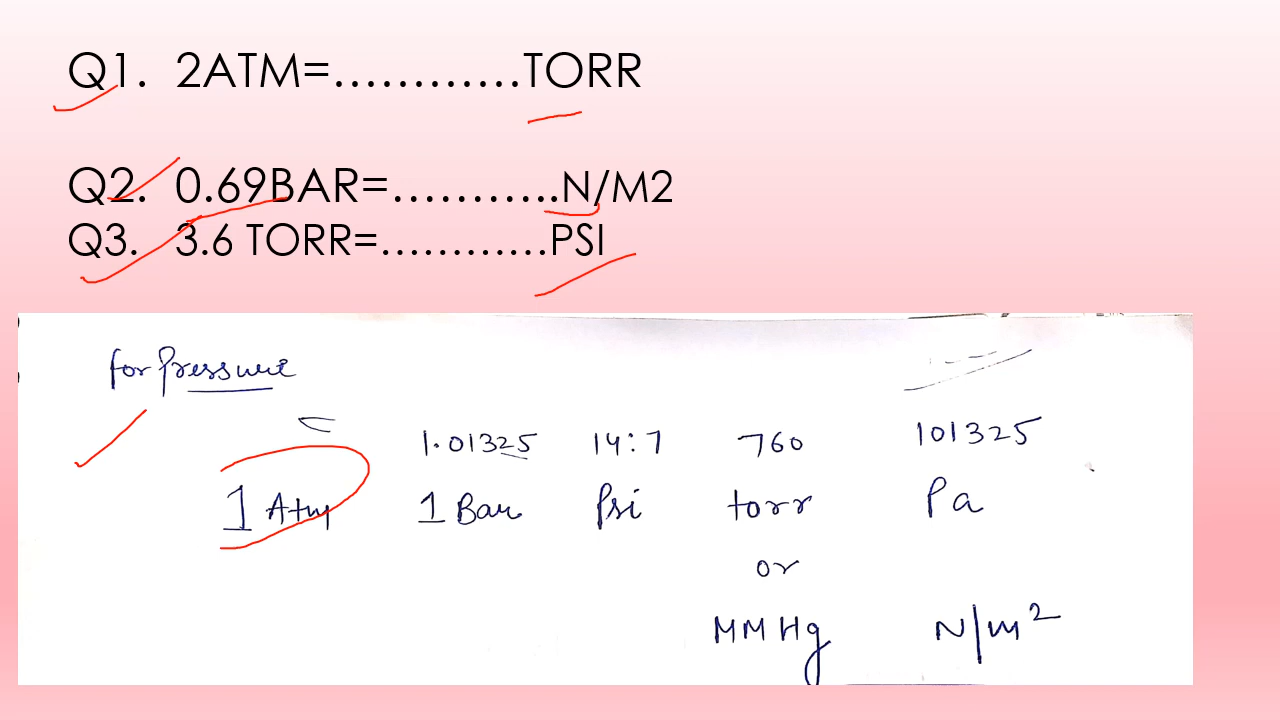 Q1. 2ATM=............TORR
Q2. 0.69BAR=...........N/M2
Q3. 3.6 TORR=............PSI
for Pressure
1.01325 14:7 760 101325
1 Atm 1 Bar Psi torr Pa
or
MMHg N/m²